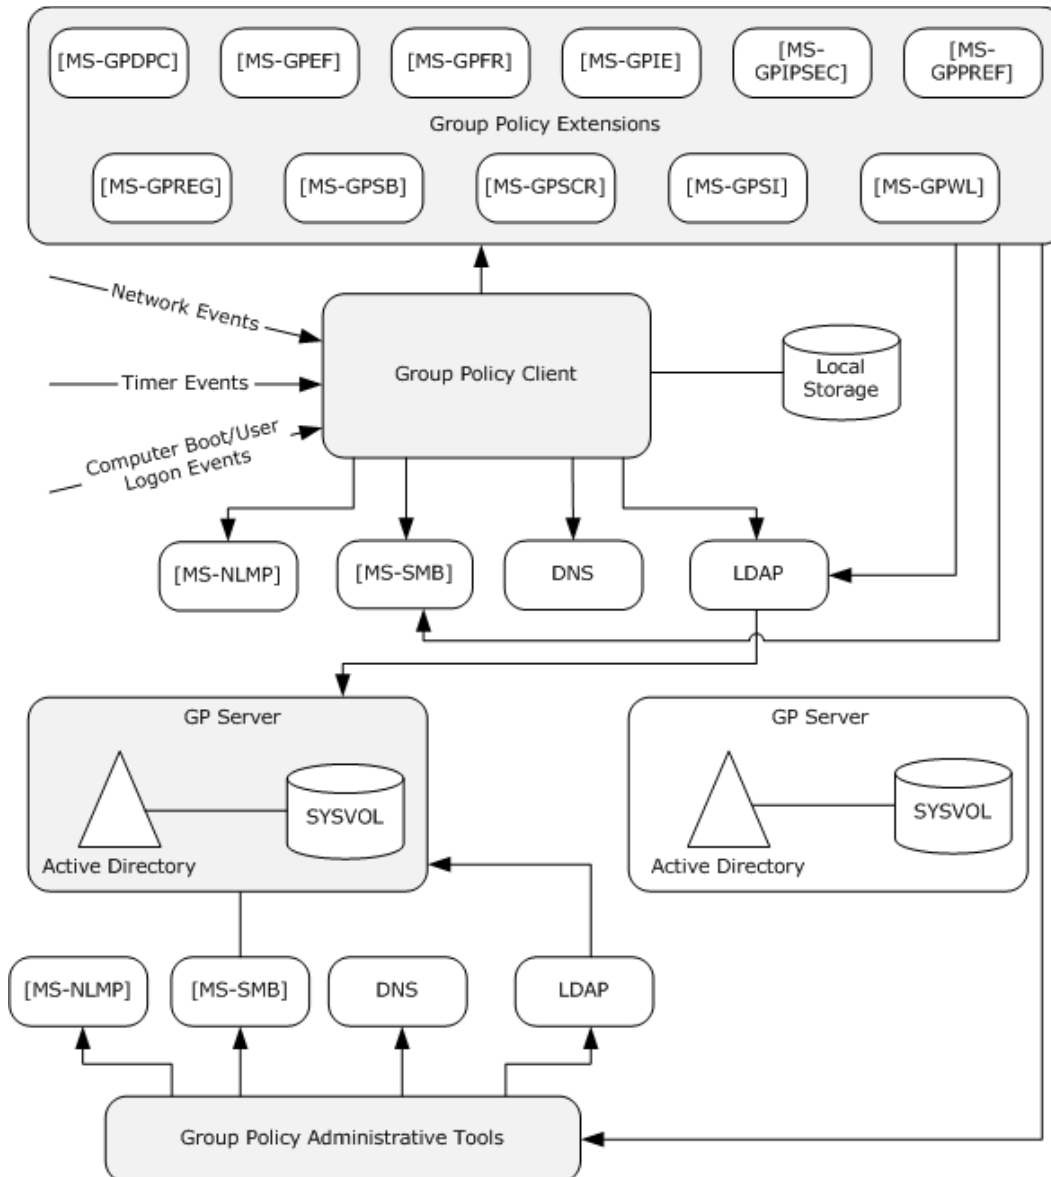 [MS-GPDPC]
[MS-GPEF]
[MS-GPFR]
[MS-GPIE]
[MS-
GPIPSEC]
[MS-
GPPREF]
Group Policy Extensions
[MS-GPREG]
[MS-GPSB]
[MS-GPSCR]
[MS-GPSI]
[MS-GPWL]
Network Events
Timer Events
Computer Boot/User
Logon Events
Group Policy Client
Local
Storage
[MS-NLMP]
[MS-SMB]
DNS
LDAP
GP Server
SYSVOL
Active Directory
GP Server
SYSVOL
Active Directory
[MS-NLMP]
[MS-SMB]
DNS
LDAP
Group Policy Administrative Tools